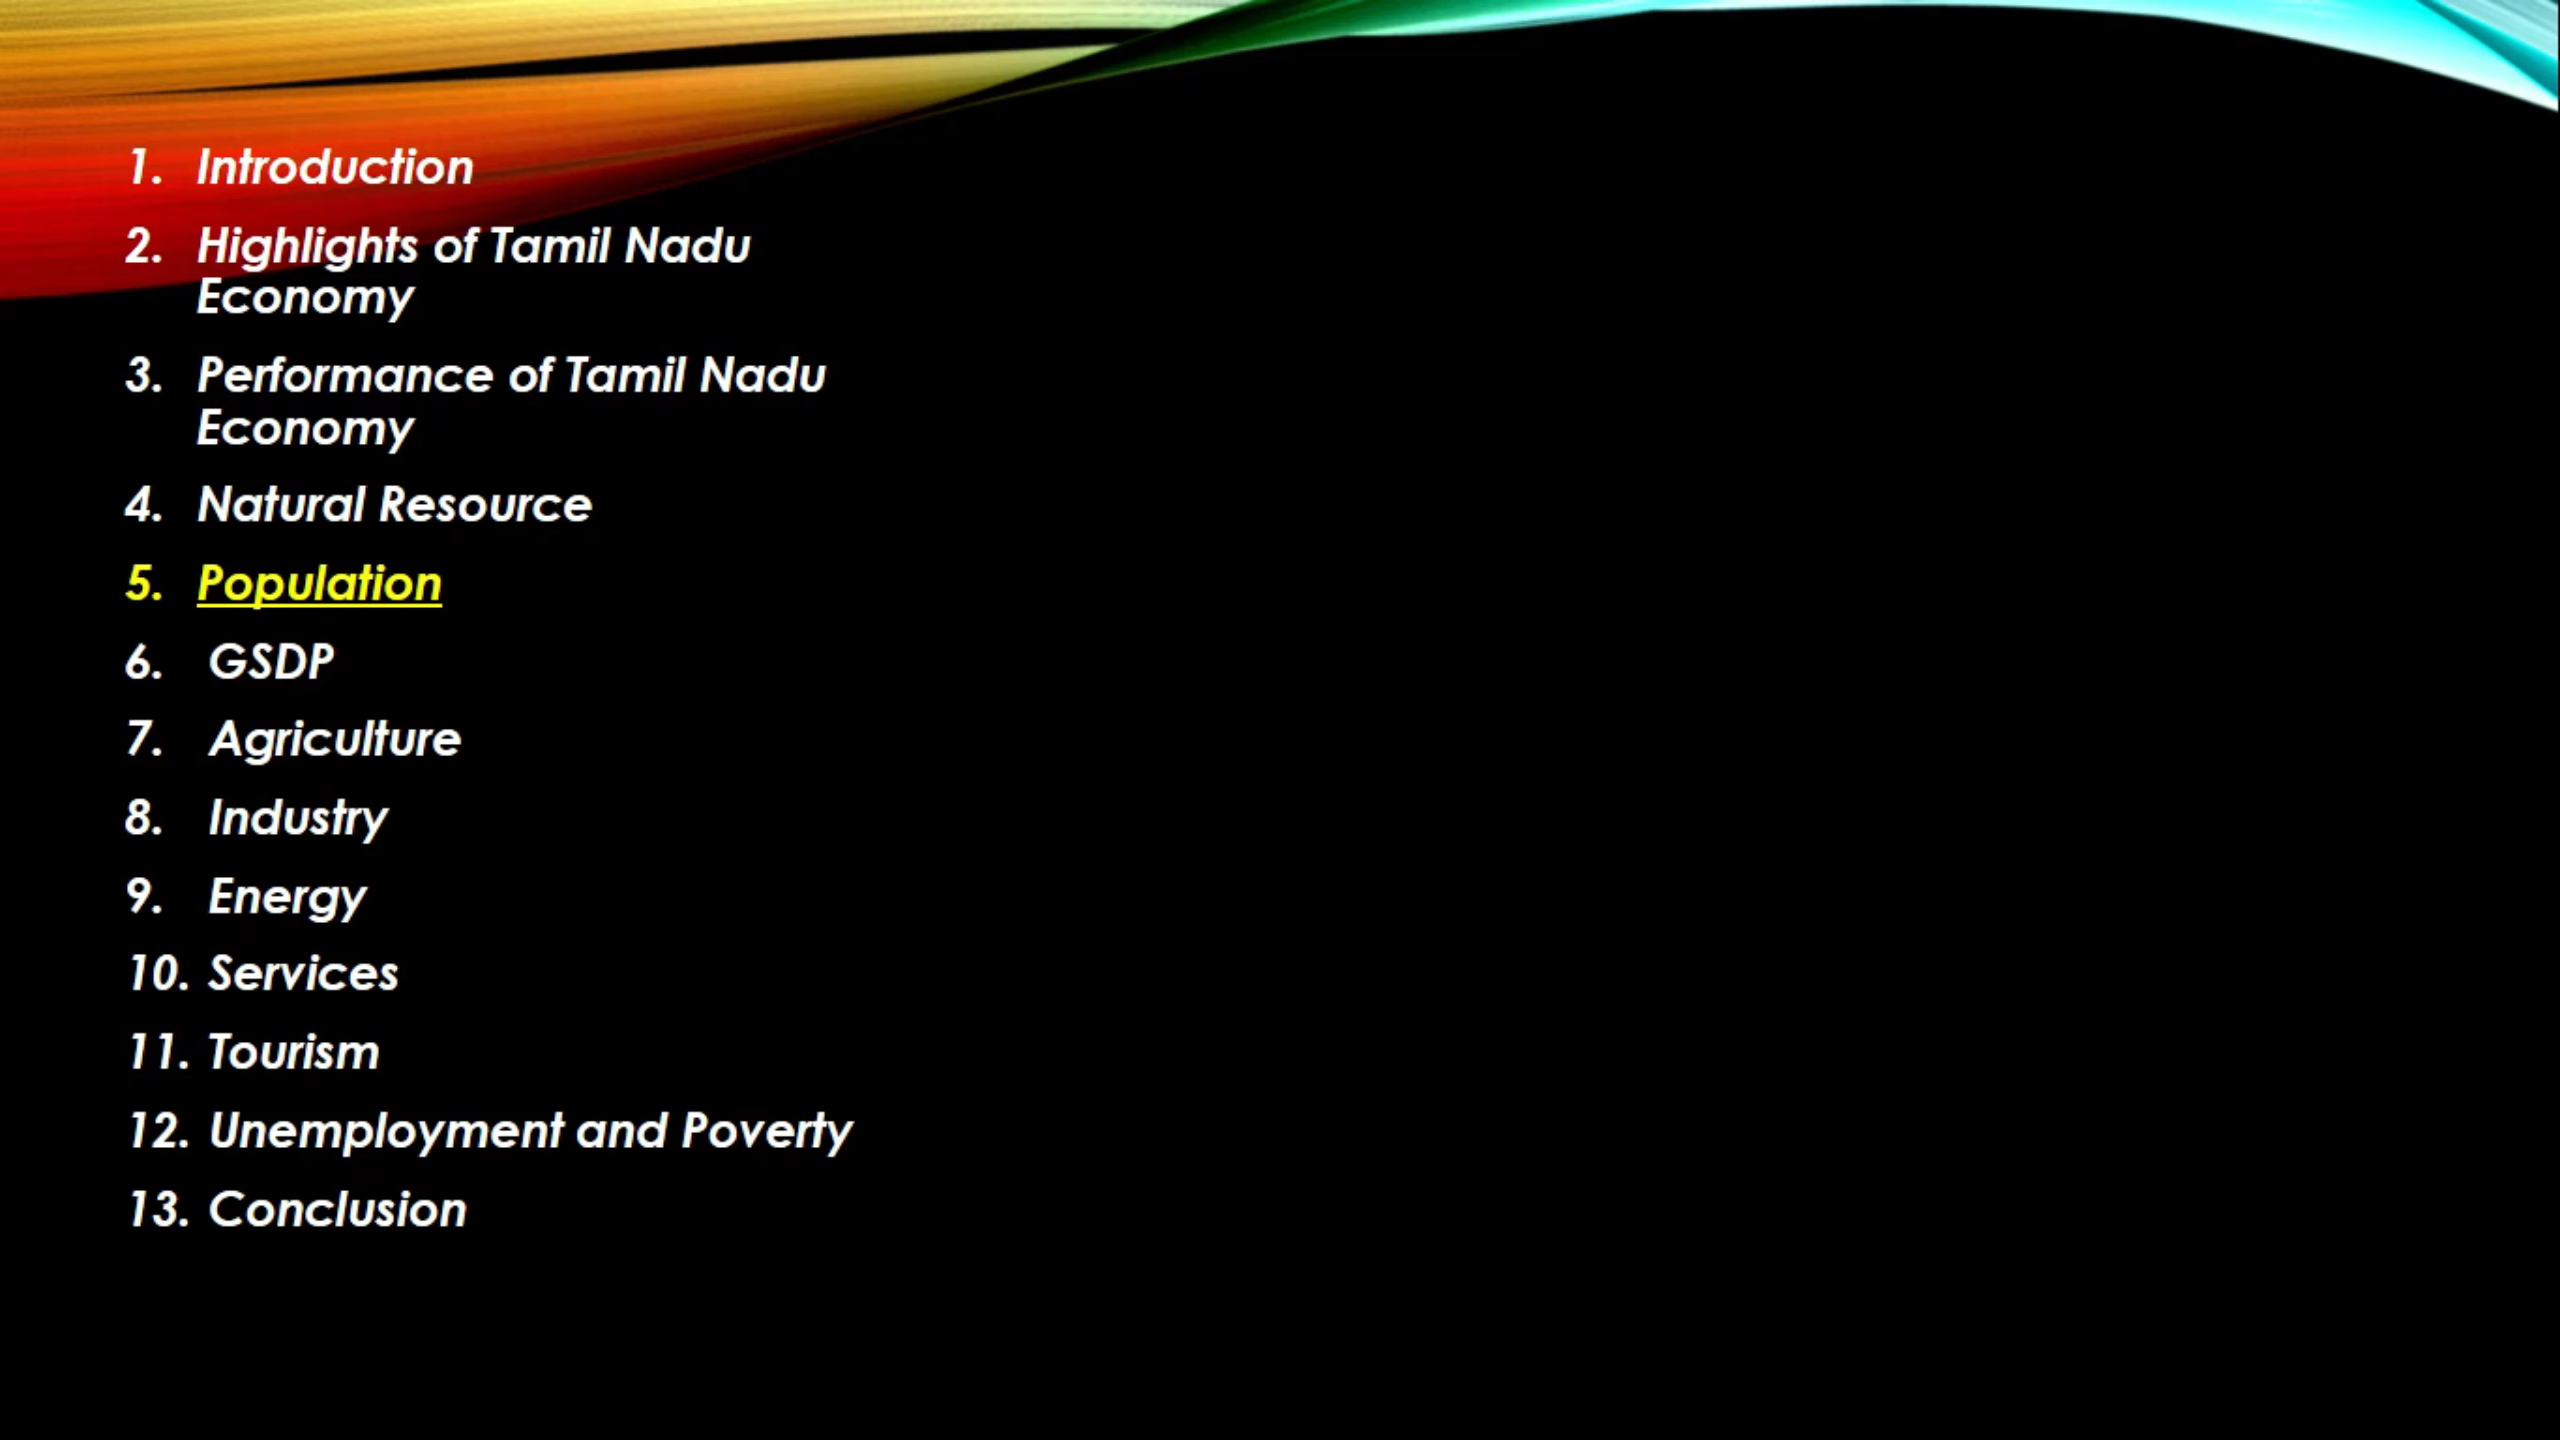 1. Introduction
2. Highlights of Tamil Nadu
Economy
3. Performance of Tamil Nadu
Economy
4. Natural Resource
5. Population
6. GSDP
7. Agriculture
8. Industry
9. Energy
10. Services
11. Tourism
12. Unemployment and Poverty
13. Conclusion